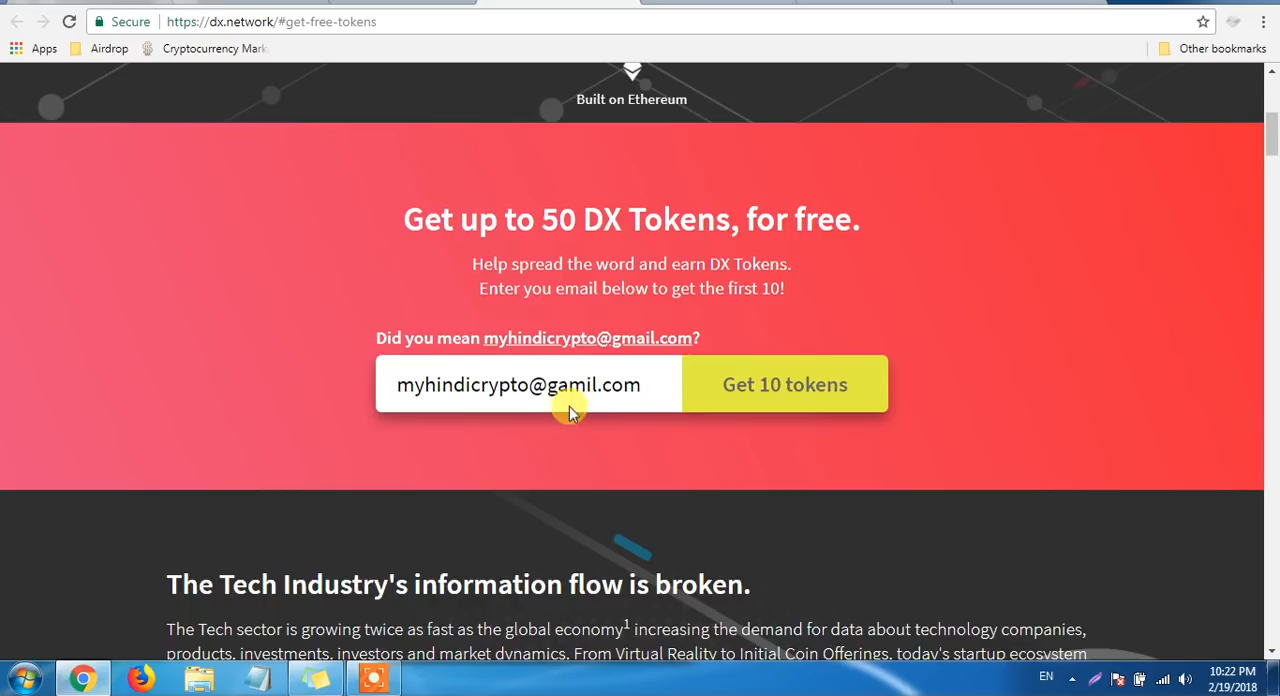 Secure https://dx.network/#get-free-tokens
Apps Airdrop Cryptocurrency Mark Other bookmarks
Built on Ethereum
Get up to 50 DX Tokens, for free.
Help spread the word and earn DX Tokens.
Enter you email below to get the first 10!
Did you mean myhindicrypto@gmail.com?
myhindicrypto@gamil.com Get 10 tokens
The Tech Industry's information flow is broken.
The Tech sector is growing twice as fast as the global economy1 increasing the demand for data about technology companies,
products, investments, investors and market dynamics. From Virtual Reality to Initial Coin Offerings, today's startup ecosystem
EN 10:22 PM
2/19/2018